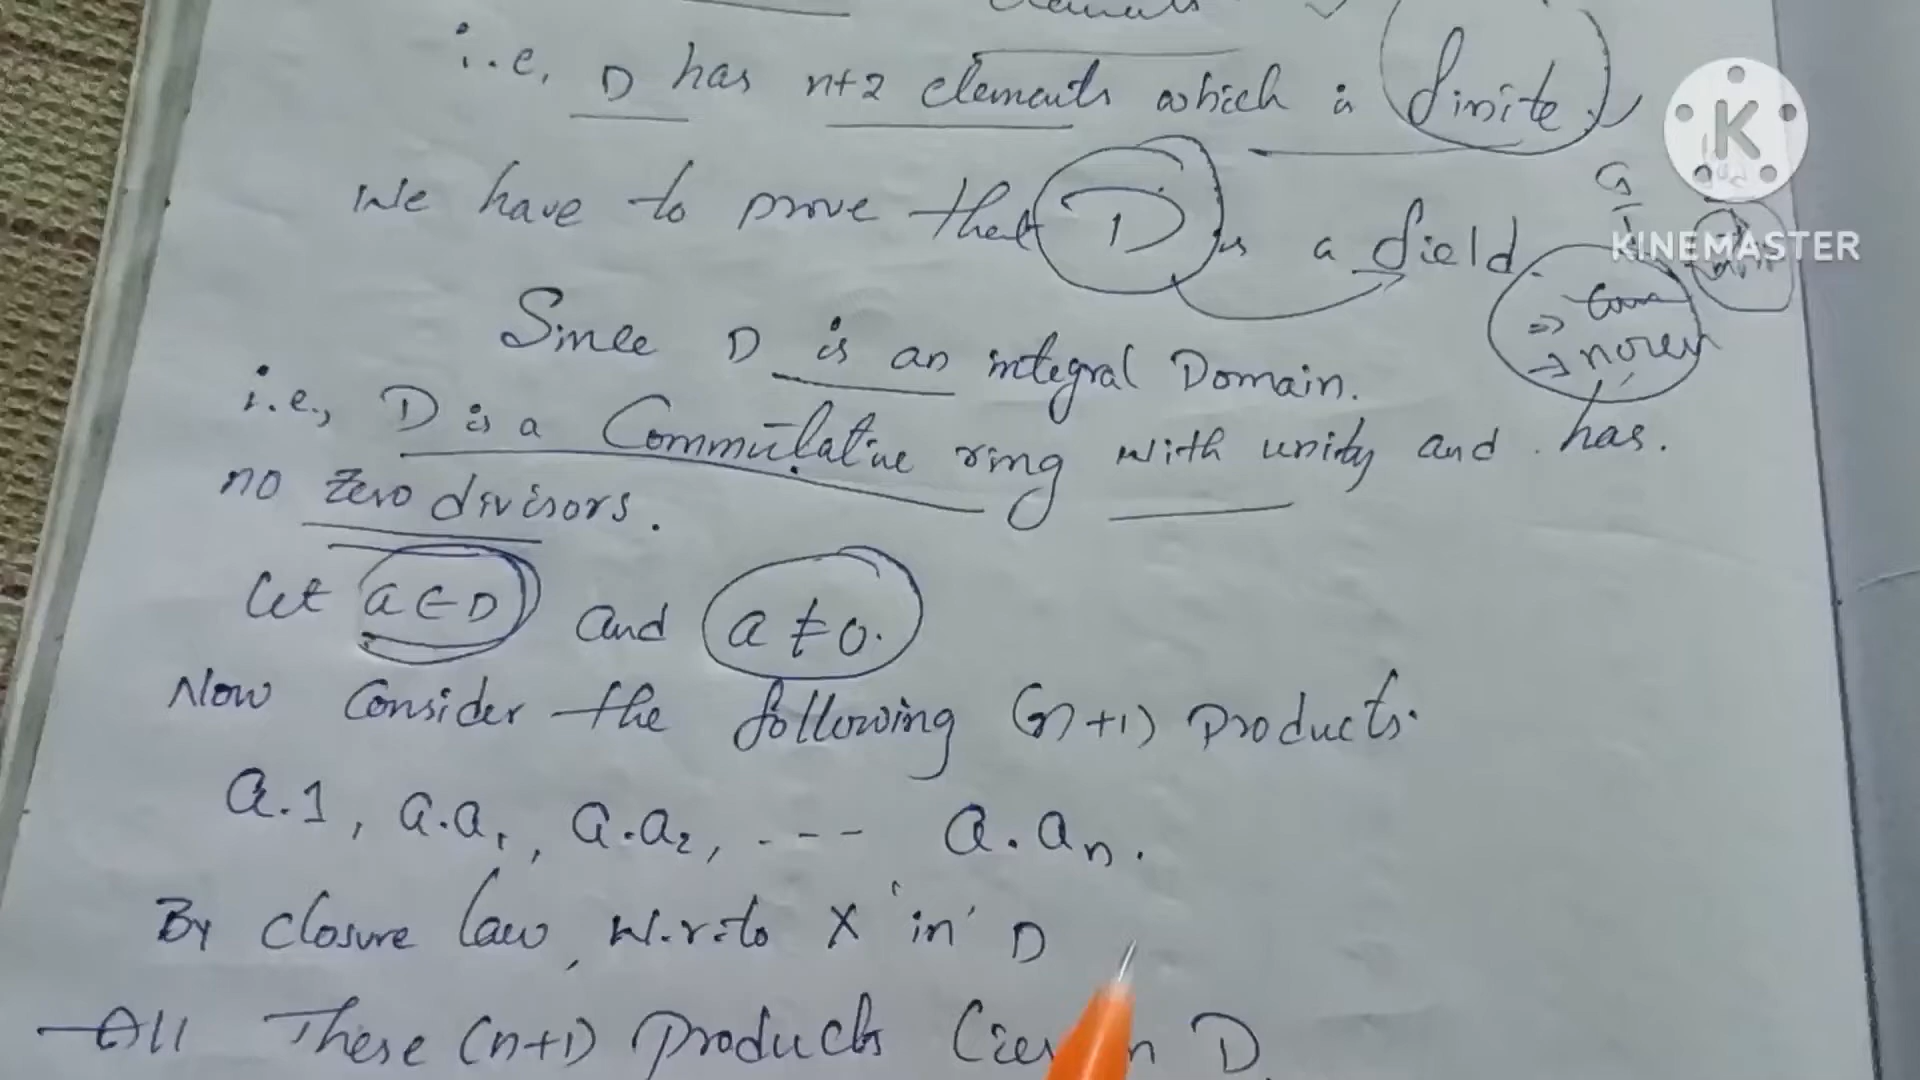 i.e, D has n+2 elements which is finite.
We have to prove that D is a field.
Since D is an integral Domain.
i.e., D is a Commutative ring with unity and has.
no zero divisors.
Let a ∈ D and a ≠ 0.
Now consider the following (n+1) products.
a.1, a.a₁, a.a₂, --- a.aₙ.
By closure law, w.r.to X 'in' D
All These (n+1) products lies in D.
K
KINEMASTER